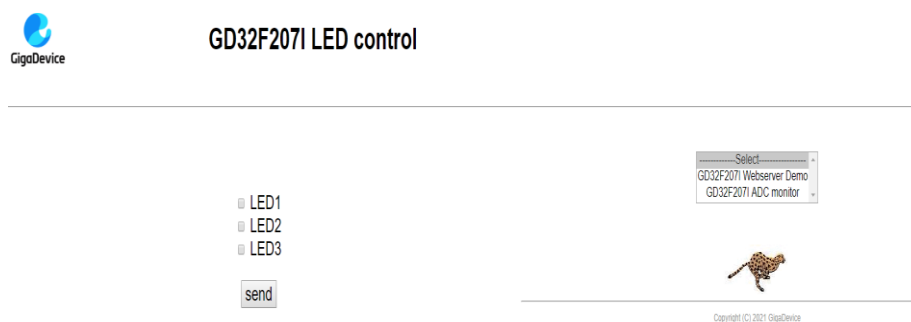 GigaDevice
GD32F207I LED control
------------Select----------------
GD32F207I Webserver Demo
GD32F207I ADC monitor
LED1
LED2
LED3
send
Copyright (C) 2021 GigaDevice